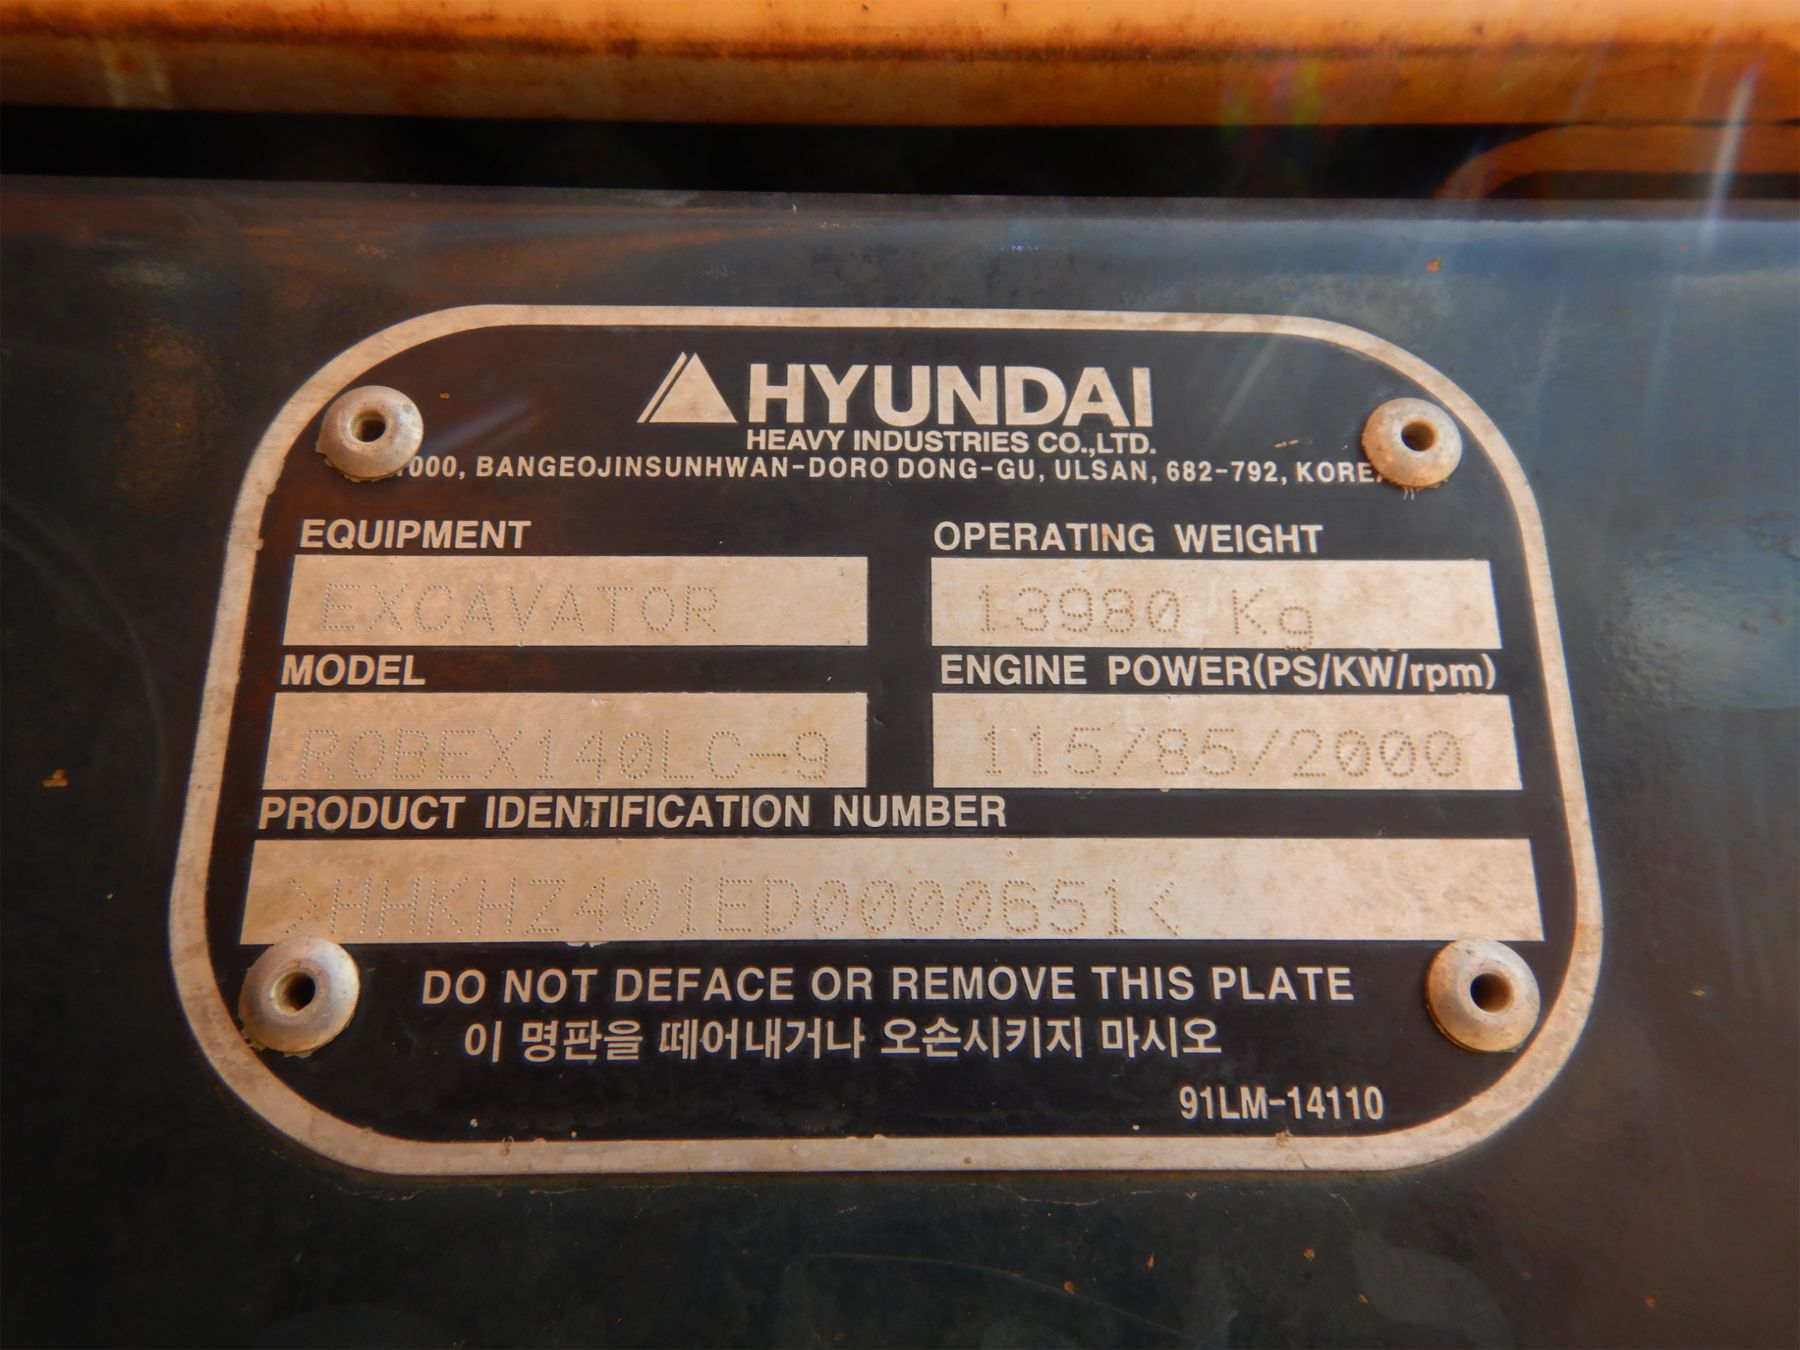 HYUNDAI
HEAVY INDUSTRIES CO.,LTD.
1000, BANGEOJINSUNHWAN-DORO DONG-GU, ULSAN, 682-792, KOREA
EQUIPMENT
EXCAVATOR
OPERATING WEIGHT
13980 Kg
MODEL
ROBEX140LC-9
ENGINE POWER(PS/KW/rpm)
115/85/2000
PRODUCT IDENTIFICATION NUMBER
>HHKHZ401ED0000651<
DO NOT DEFACE OR REMOVE THIS PLATE
이 명판을 떼어내거나 오손시키지 마시오
91LM-14110